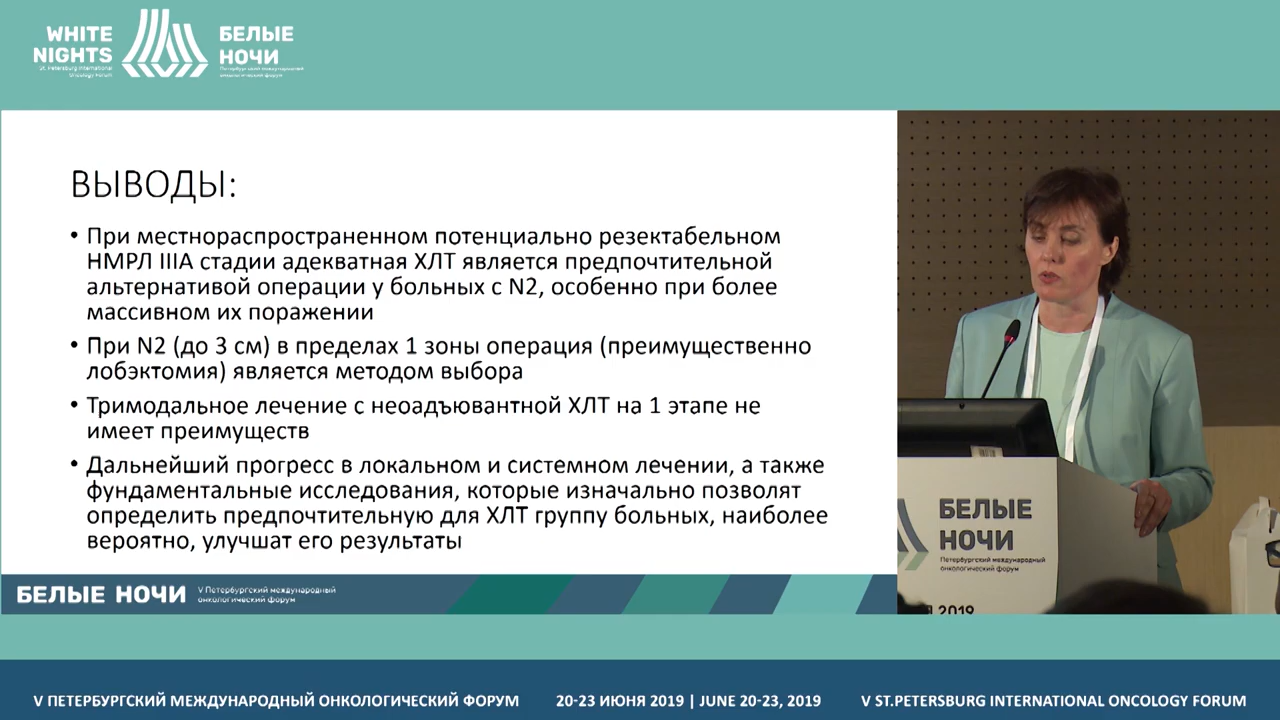 WHITE
NIGHTS
St. Petersburg International
Oncology Forum
БЕЛЫЕ
НОЧИ
Петербургский международный
онкологический форум
ВЫВОДЫ:
• При местнораспространенном потенциально резектабельном
НМРЛ IIIA стадии адекватная ХЛТ является предпочтительной
альтернативой операции у больных с N2, особенно при более
массивном их поражении
• При N2 (до 3 см) в пределах 1 зоны операция (преимущественно
лобэктомия) является методом выбора
• Тримодальное лечение с неоадъювантной ХЛТ на 1 этапе не
имеет преимуществ
• Дальнейший прогресс в локальном и системном лечении, а также
фундаментальные исследования, которые изначально позволят
определить предпочтительную для ХЛТ группу больных, наиболее
вероятно, улучшат его результаты
БЕЛЫЕ НОЧИ
V Петербургский международный
онкологический форум
БЕЛЫЕ
НОЧИ
Петербургский международный
онкологический форум
2019
V ПЕТЕРБУРГСКИЙ МЕЖДУНАРОДНЫЙ ОНКОЛОГИЧЕСКИЙ ФОРУМ
20-23 ИЮНЯ 2019 | JUNE 20-23, 2019
V ST.PETERSBURG INTERNATIONAL ONCOLOGY FORUM